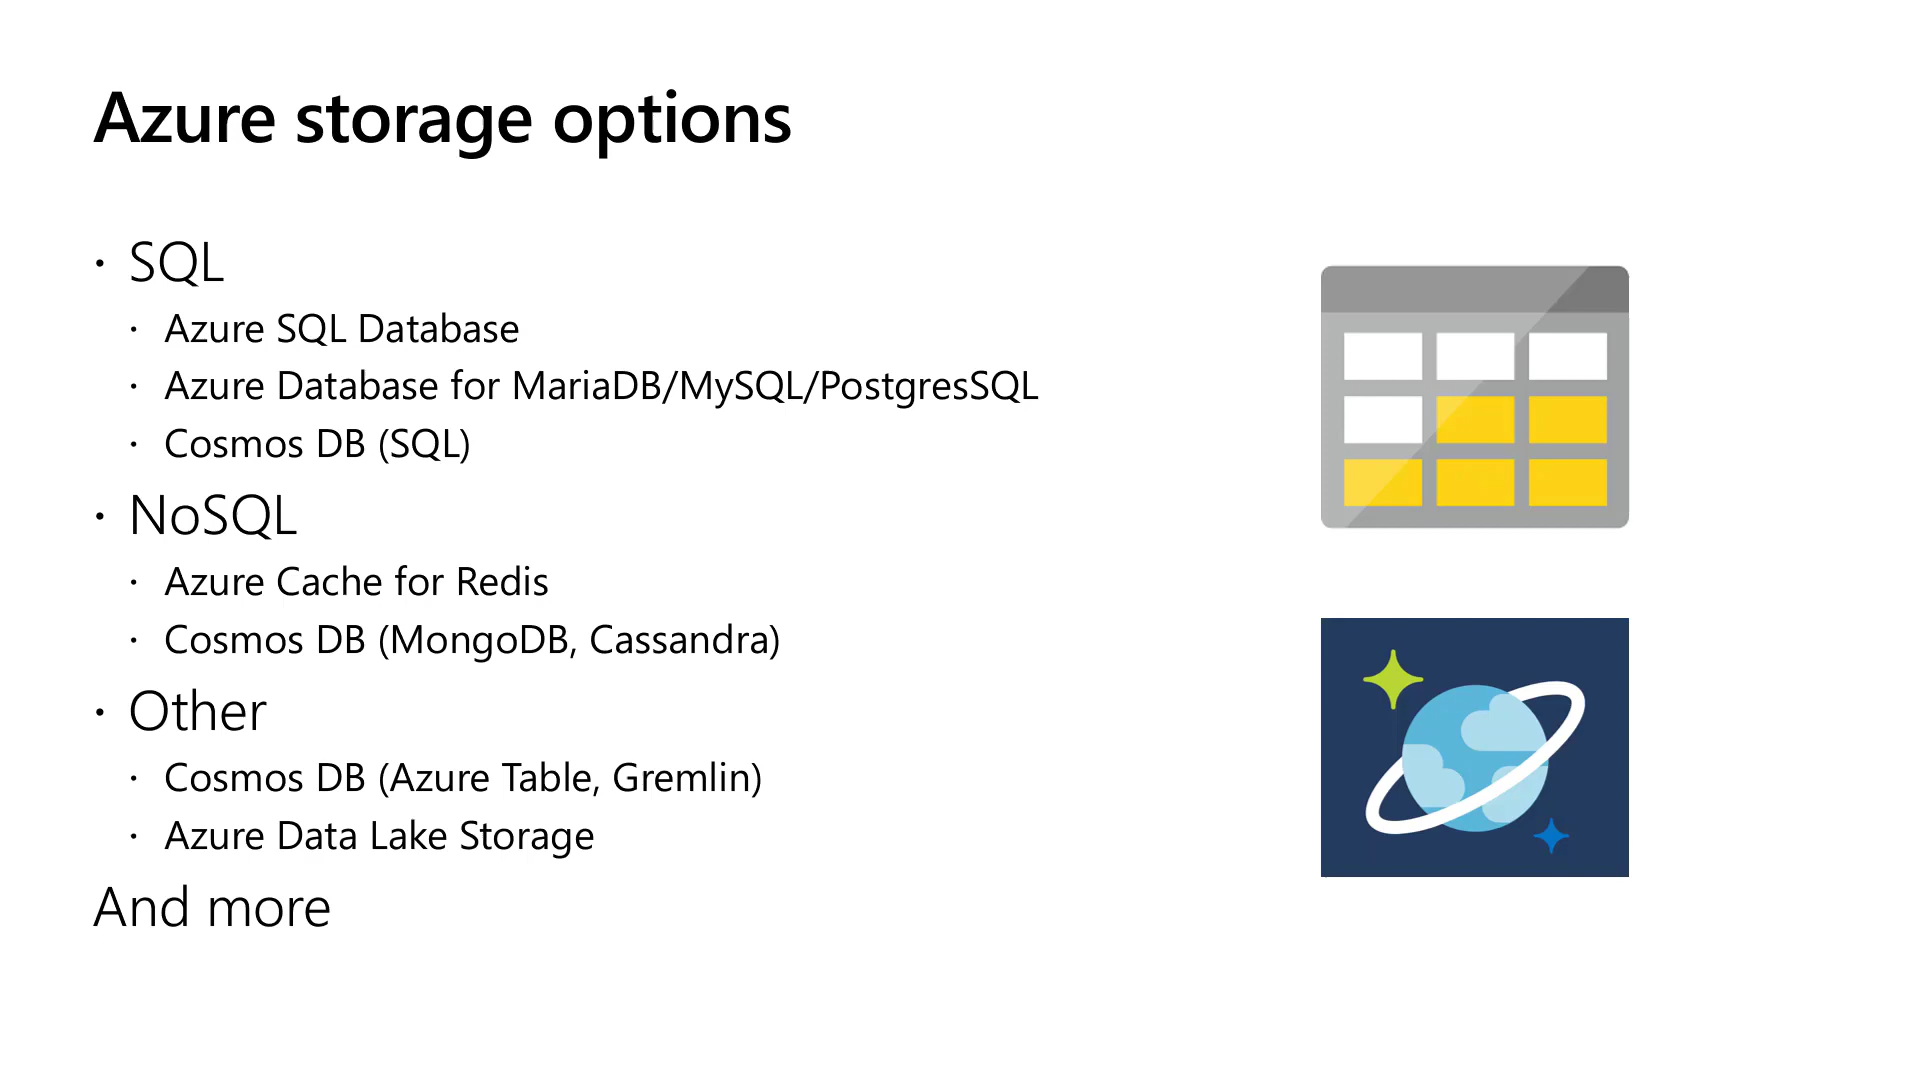 Azure storage options
· SQL
· Azure SQL Database
· Azure Database for MariaDB/MySQL/PostgresSQL
· Cosmos DB (SQL)
· NoSQL
· Azure Cache for Redis
· Cosmos DB (MongoDB, Cassandra)
· Other
· Cosmos DB (Azure Table, Gremlin)
· Azure Data Lake Storage
And more